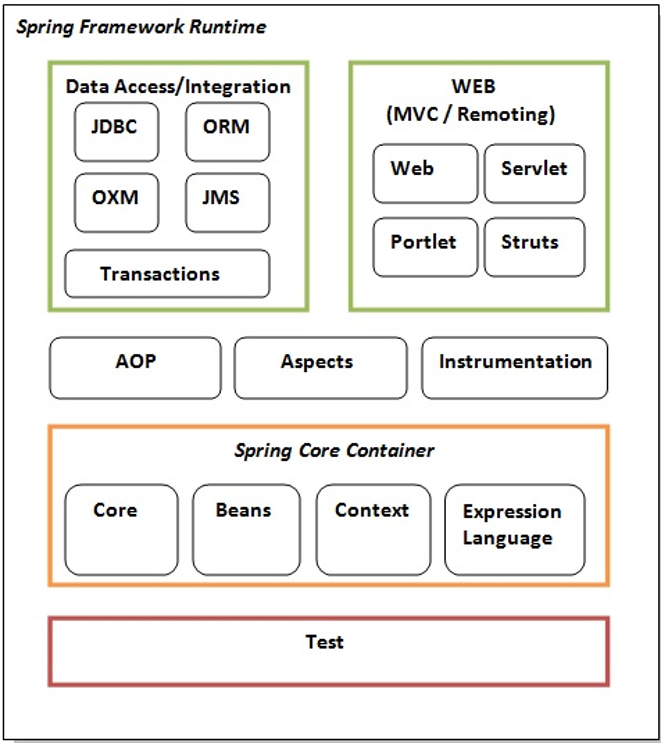 Spring Framework Runtime
Data Access/Integration
JDBC
ORM
OXM
JMS
Transactions
WEB
(MVC / Remoting)
Web
Servlet
Portlet
Struts
AOP
Aspects
Instrumentation
Spring Core Container
Core
Beans
Context
Expression
Language
Test